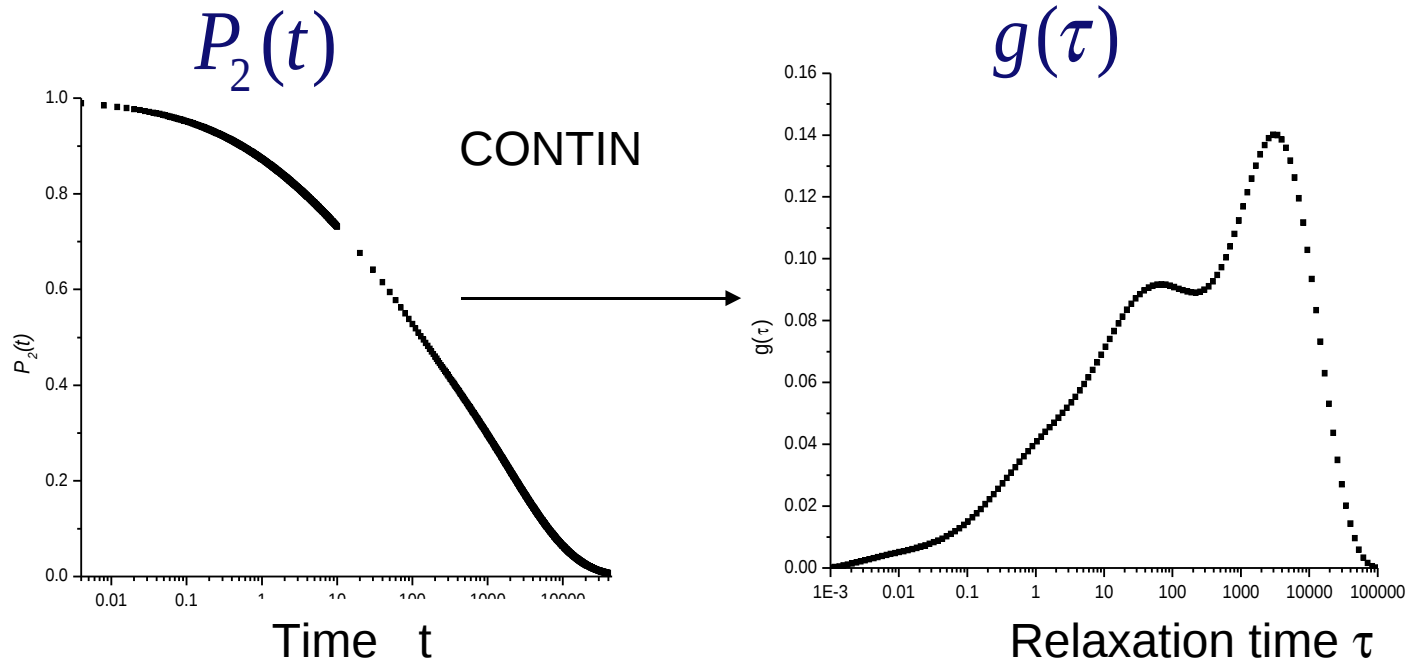 P2(t)
g(τ)
CONTIN
P2(t)
1.0
0.8
0.6
0.4
0.2
0.0
0.01 0.1 1 10 100 1000 10000
Time t
g(τ)
0.16
0.14
0.12
0.10
0.08
0.06
0.04
0.02
0.00
1E-3 0.01 0.1 1 10 100 1000 10000 100000
Relaxation time τ